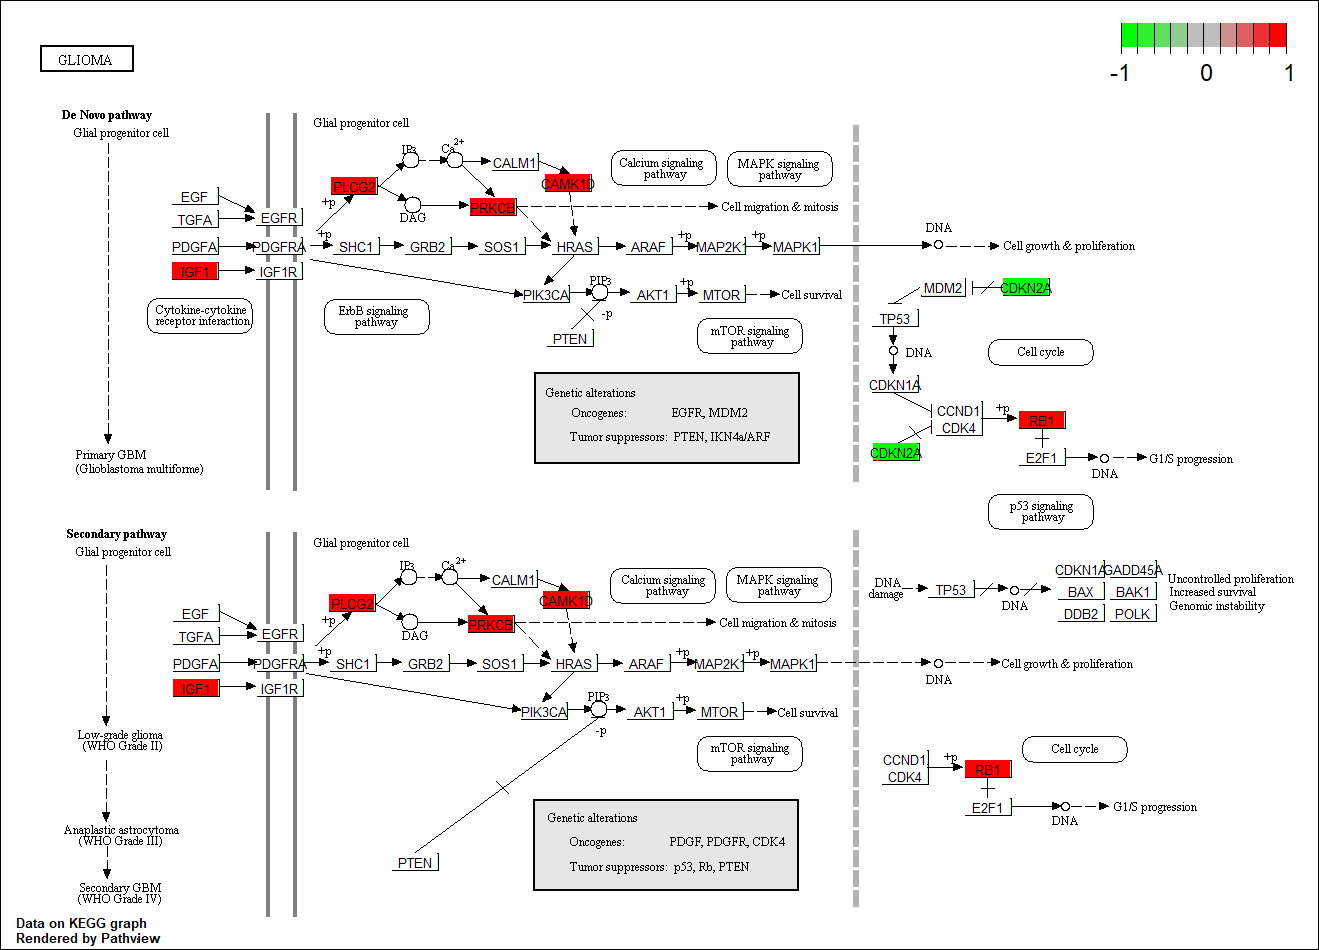 GLIOMA
-1
0
1
De Novo pathway
Glial progenitor cell
Glial progenitor cell
IP3
Ca2+
CALM1
Calcium signaling
pathway
MAPK signaling
pathway
PLCG2
CAMK1D
EGF
+p
DAG
PRKCB
Cell migration & mitosis
TGFA
EGFR
DNA
PDGFA
PDGFRA
+p
SHC1
GRB2
SOS1
HRAS
ARAF
+p
MAP2K1
+p
MAPK1
Cell growth & proliferation
IGF1
IGF1R
PIP3
PIK3CA
AKT1
+p
MTOR
Cell survival
MDM2
CDKN2A
Cytokine-cytokine
receptor interaction
ErbB signaling
pathway
-p
PTEN
mTOR signaling
pathway
TP53
DNA
Cell cycle
CDKN1A
Genetic alterations
Oncogenes: EGFR, MDM2
Tumor suppressors: PTEN, IKN4a/ARF
CCND1
CDK4
+p
RB1
CDKN2A
E2F1
DNA
G1/S progression
Primary GBM
(Glioblastoma multiforme)
p53 signaling
pathway
Secondary pathway
Glial progenitor cell
Glial progenitor cell
IP3
Ca2+
CALM1
Calcium signaling
pathway
MAPK signaling
pathway
PLCG2
CAMK1D
EGF
+p
DAG
PRKCB
Cell migration & mitosis
TGFA
EGFR
DNA
damage
TP53
DNA
CDKN1A
GADD45A
BAX
BAK1
DDB2
POLK
Uncontrolled proliferation
Increased survival
Genomic instability
PDGFA
PDGFRA
+p
SHC1
GRB2
SOS1
HRAS
ARAF
+p
MAP2K1
+p
MAPK1
DNA
Cell growth & proliferation
IGF1
IGF1R
PIP3
PIK3CA
AKT1
+p
MTOR
Cell survival
-p
mTOR signaling
pathway
Low-grade glioma
(WHO Grade II)
CCND1
CDK4
+p
RB1
Cell cycle
E2F1
DNA
G1/S progression
Genetic alterations
Oncogenes: PDGF, PDGFR, CDK4
Tumor suppressors: p53, Rb, PTEN
Anaplastic astrocytoma
(WHO Grade III)
PTEN
Secondary GBM
(WHO Grade IV)
Data on KEGG graph
Rendered by Pathview